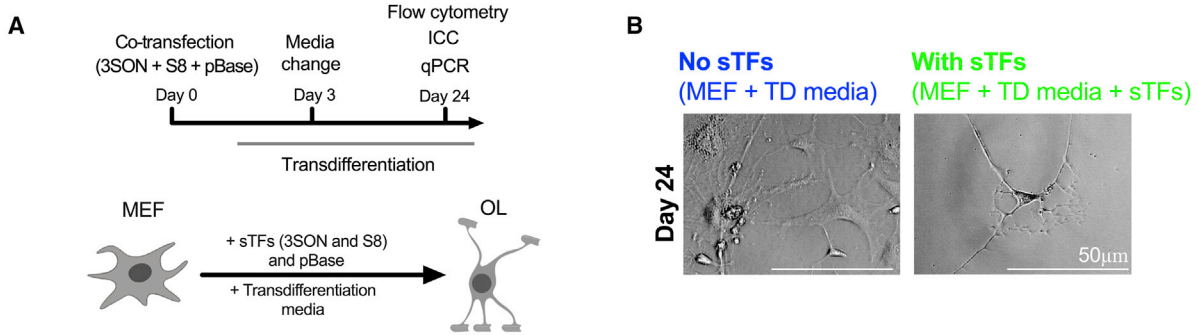 A
Flow cytometry
ICC
qPCR
Co-transfection
(3SON + S8 + pBase)
Media
change
Day 0
Day 3
Day 24
Transdifferentiation
MEF
OL
+ sTFs (3SON and S8)
and pBase
+ Transdifferentiation
media
B
No sTFs
(MEF + TD media)
With sTFs
(MEF + TD media + sTFs)
Day 24
50μm